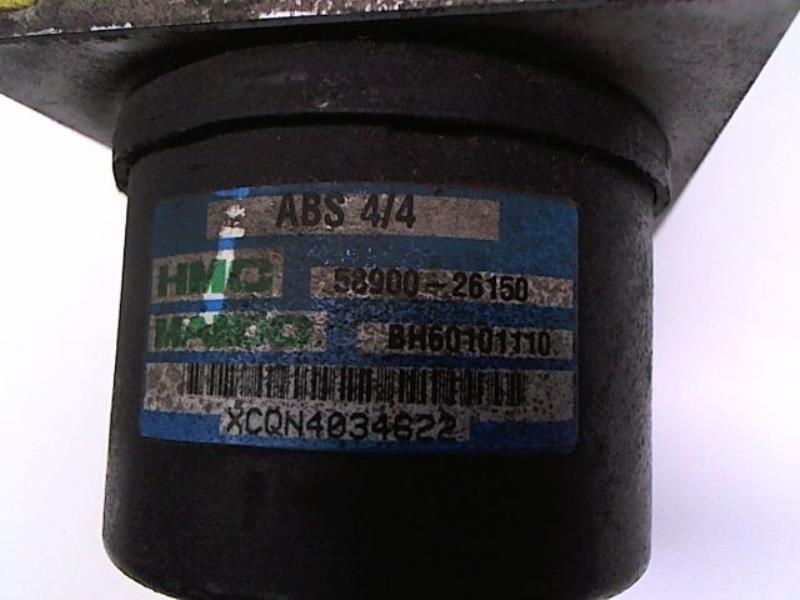 ABS 4/4
HMC 58900-26150
MANDO BH60101110
XCQN4034622